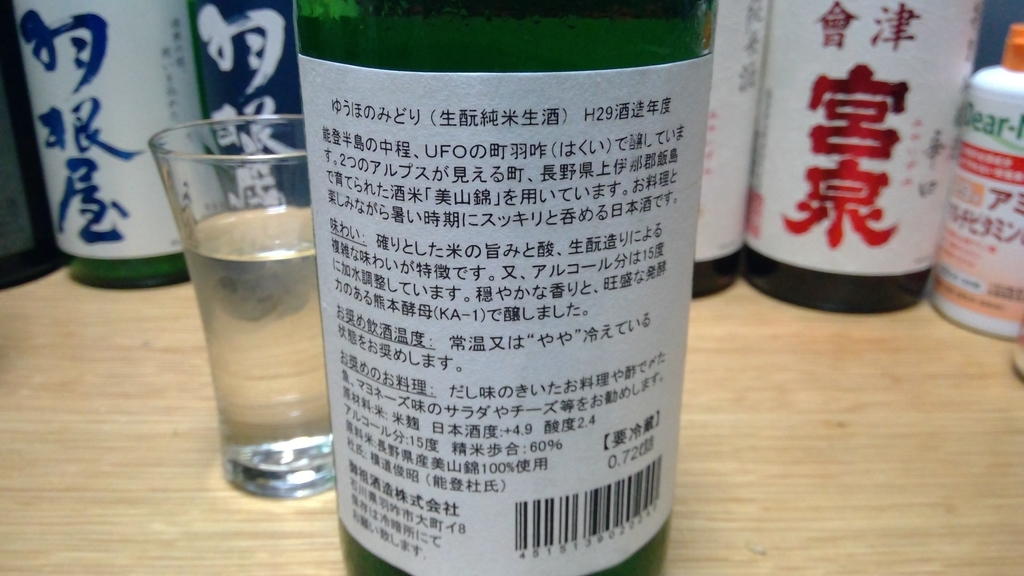 ゆうほのみどり（生酛純米生酒） H29酒造年度
能登半島の中程、UFOの町羽咋（はくい）で醸していま
す。2つのアルプスが見える町、長野県上伊那郡飯島
で育てられた酒米「美山錦」を用いています。お料理と
楽しみながら暑い時期にスッキリと呑める日本酒です。
味わい: 確りとした米の旨みと酸、生酛造りによる
複雑な味わいが特徴です。又、アルコール分は15度
に加水調整しています。穏やかな香りと、旺盛な発酵
力のある熊本酵母(KA-1)で醸しました。
お奨め飲酒温度: 常温又は“やや”冷えている
状態をお奨めします。
お奨めのお料理: だし味のきいたお料理や酢でがた
魚、マヨネーズ味のサラダやチーズ等をお勧めします。
原材料:米 米麹 日本酒度:+4.9 酸度2.4
アルコール分:15度 精米歩合:60%
原料米:長野県産美山錦100%使用
杜氏: 横道俊昭（能登杜氏）
【要冷蔵】
0.72ℓ詰
御祖酒造株式会社
石川県羽咋市大町イ8
保存は冷暗所にて
お願い致します。
羽根屋
羽根屋
會津
宮泉
辛口
Clear-
アミ
ビタミン